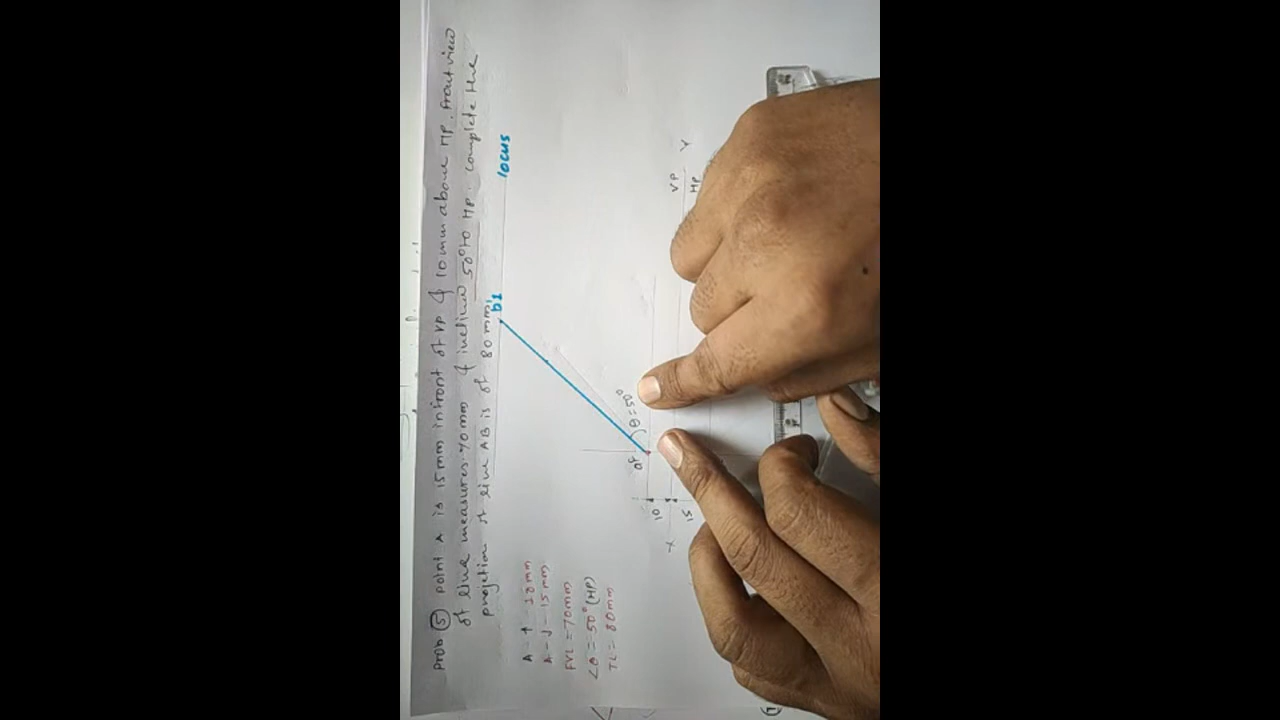 prob ⑤ point A is 15mm infront of VP & 10mm above HP. Front view
of line measures 70mm & inclined 50° to HP. complete the
projection of line AB is of 80mm.
A - ↑ - 10mm
A - ↓ - 15mm
FVL = 70mm
∠θ = 50° (HP)
TL = 80mm
b1'
locus
a'
θ = 50°
10
15
X
VP
HP
Y